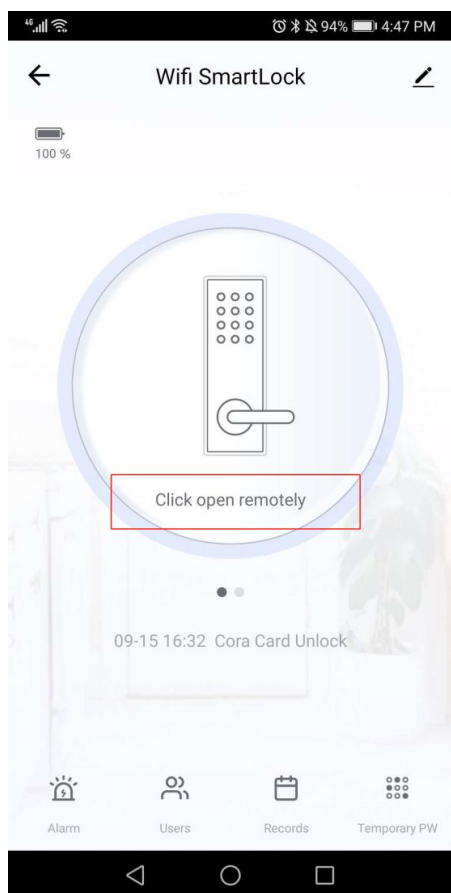 46 94% 4:47 PM
Wifi SmartLock
100 %
Click open remotely
09-15 16:32 Cora Card Unlock
Alarm Users Records Temporary PW